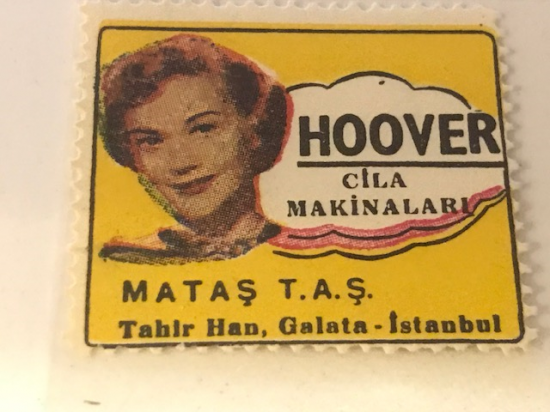 HOOVER
CİLA
MAKİNALARI
MATAŞ T.A.Ş.
Tahir Han, Galata - İstanbul